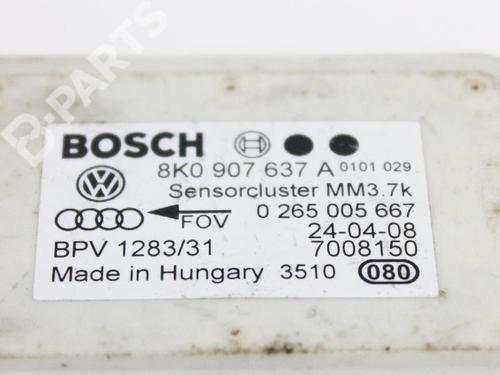 B-PARTS
BOSCH
8K0 907 637 A 0101 029
Sensorcluster MM3.7k
FOV
0 265 005 667
24-04-08
BPV 1283/31
7008150
Made in Hungary 3510 080
B-PARTS